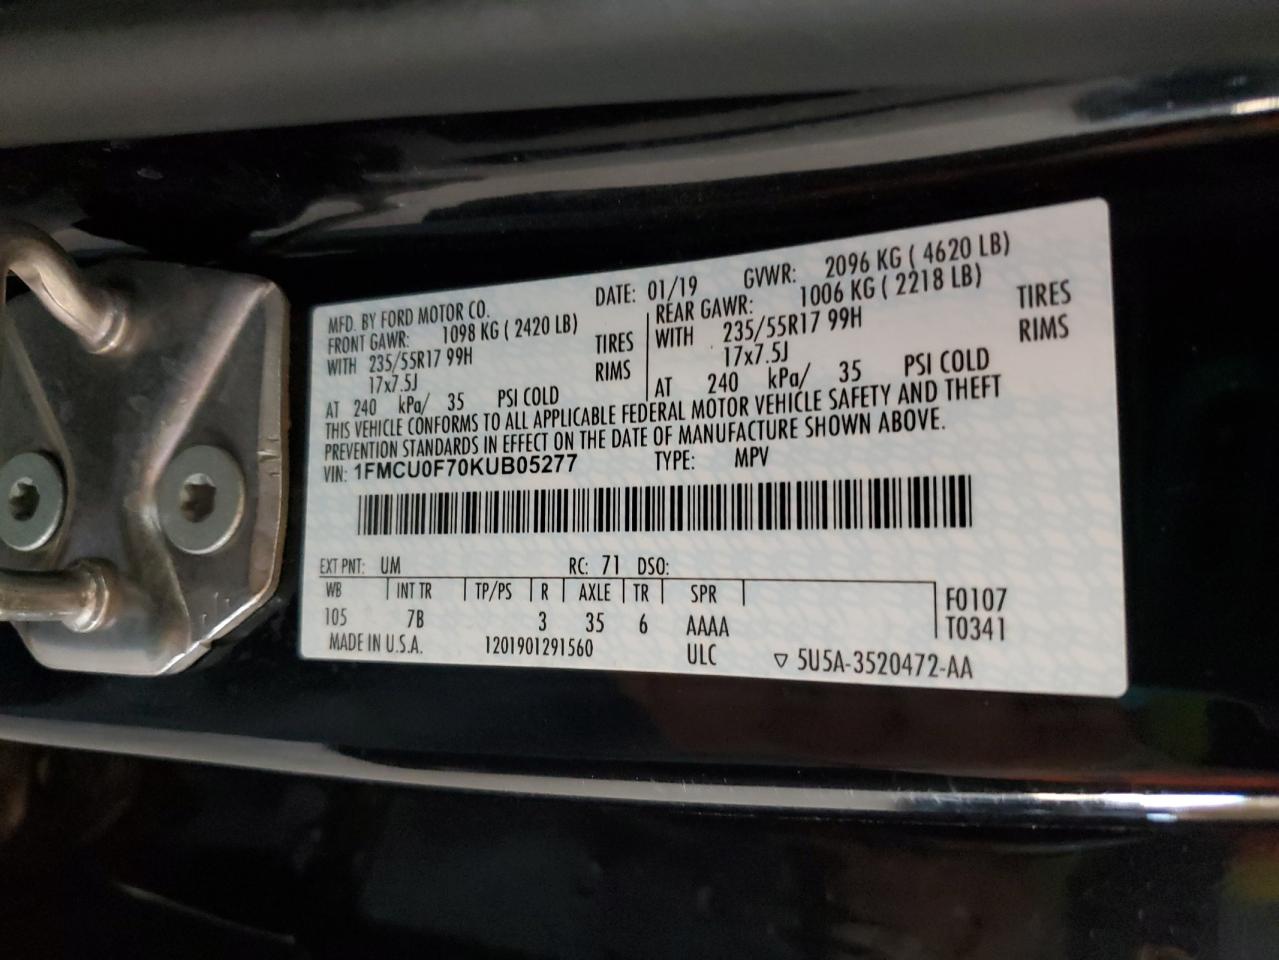 MFD. BY FORD MOTOR CO. DATE: 01/19 GVWR: 2096 KG ( 4620 LB)
FRONT GAWR: 1098 KG ( 2420 LB) REAR GAWR: 1006 KG ( 2218 LB)
WITH 235/55R17 99H TIRES WITH 235/55R17 99H TIRES
17x7.5J RIMS 17x7.5J RIMS
AT 240 kPa/ 35 PSI COLD AT 240 kPa/ 35 PSI COLD
THIS VEHICLE CONFORMS TO ALL APPLICABLE FEDERAL MOTOR VEHICLE SAFETY AND THEFT
PREVENTION STANDARDS IN EFFECT ON THE DATE OF MANUFACTURE SHOWN ABOVE.
VIN: 1FMCU0F70KUB05277 TYPE: MPV
EXT PNT: UM RC: 71 DSO:
WB INT TR TP/PS R AXLE TR SPR F0107
105 7B 3 35 6 AAAA T0341
MADE IN U.S.A. 1201901291560 ULC ▽ 5U5A-3520472-AA